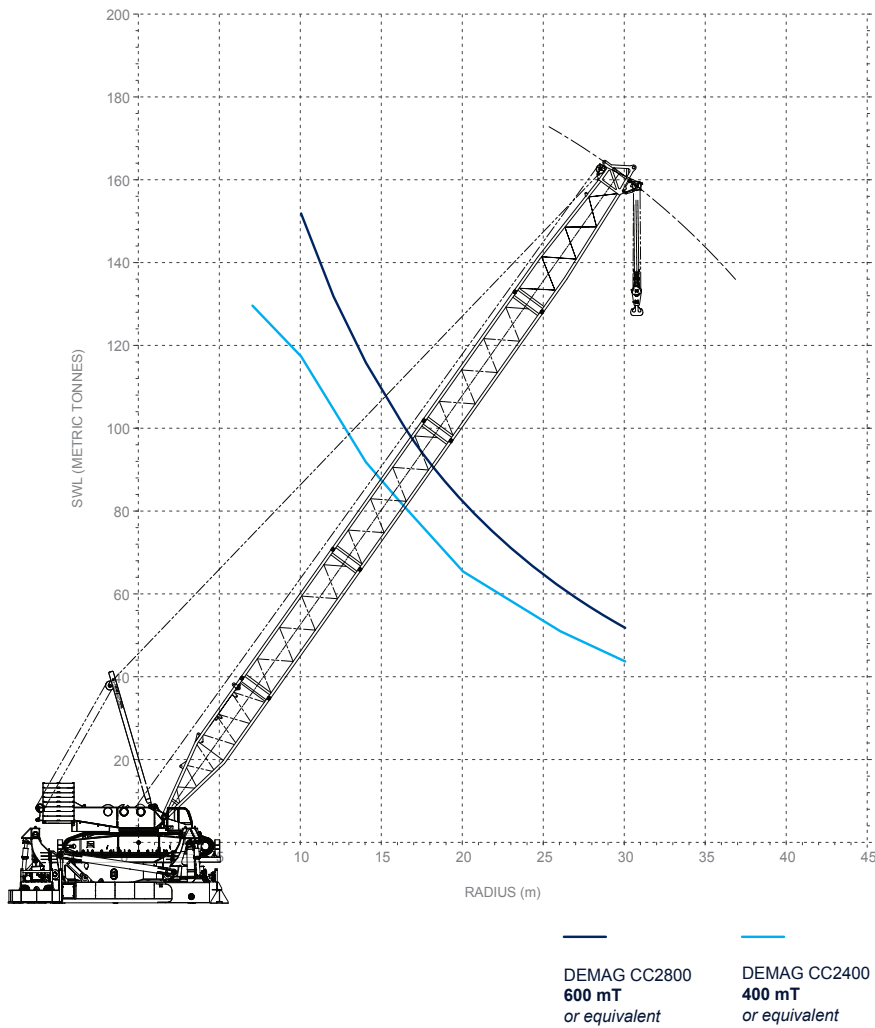 200
180
160
140
120
100
80
60
40
20
SWL (METRIC TONNES)
5 10 15 20 25 30 35 40 45
RADIUS (m)
DEMAG CC2800
600 mT
or equivalent
DEMAG CC2400
400 mT
or equivalent